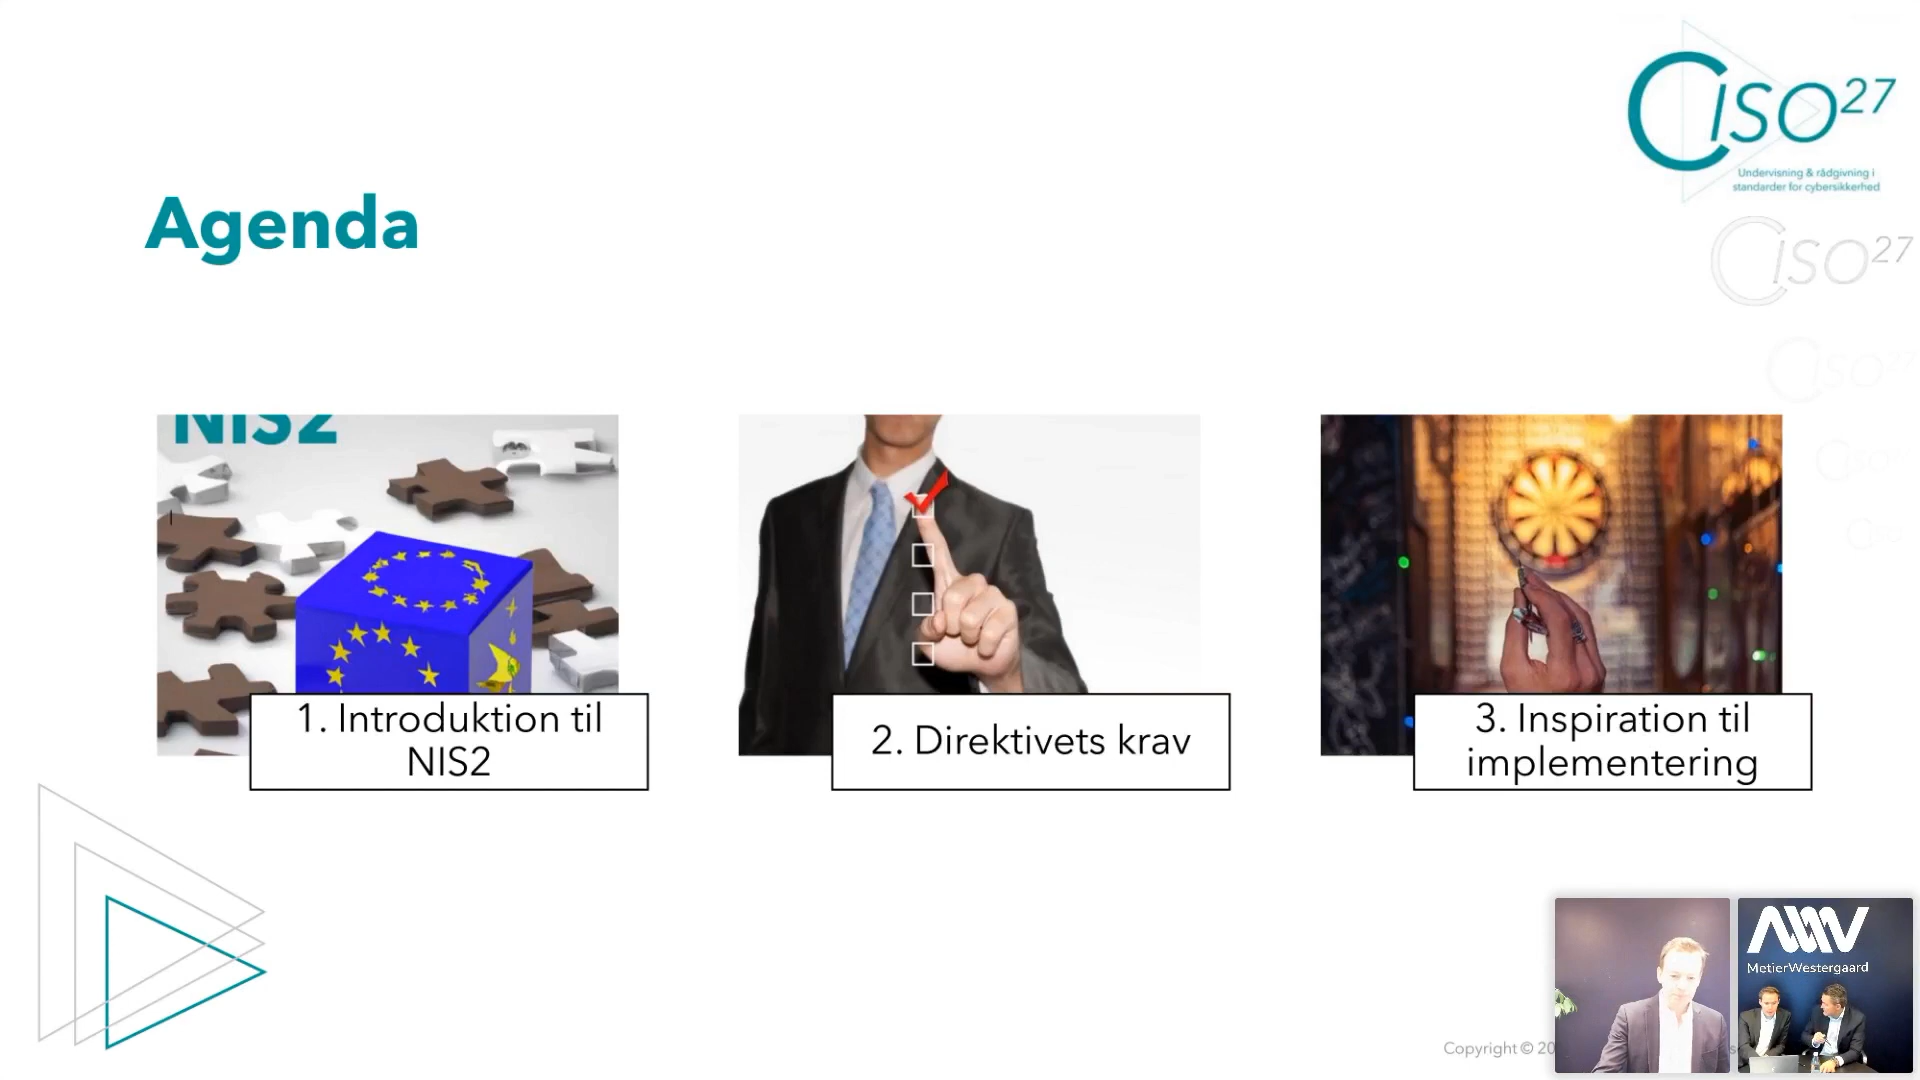 CISO27
Undervisning & rådgivning i
standarder for cybersikkerhed
CISO27
Agenda
NIS2
1. Introduktion til
NIS2
2. Direktivets krav
3. Inspiration til
implementering
MetierWestergaard
Copyright © 20